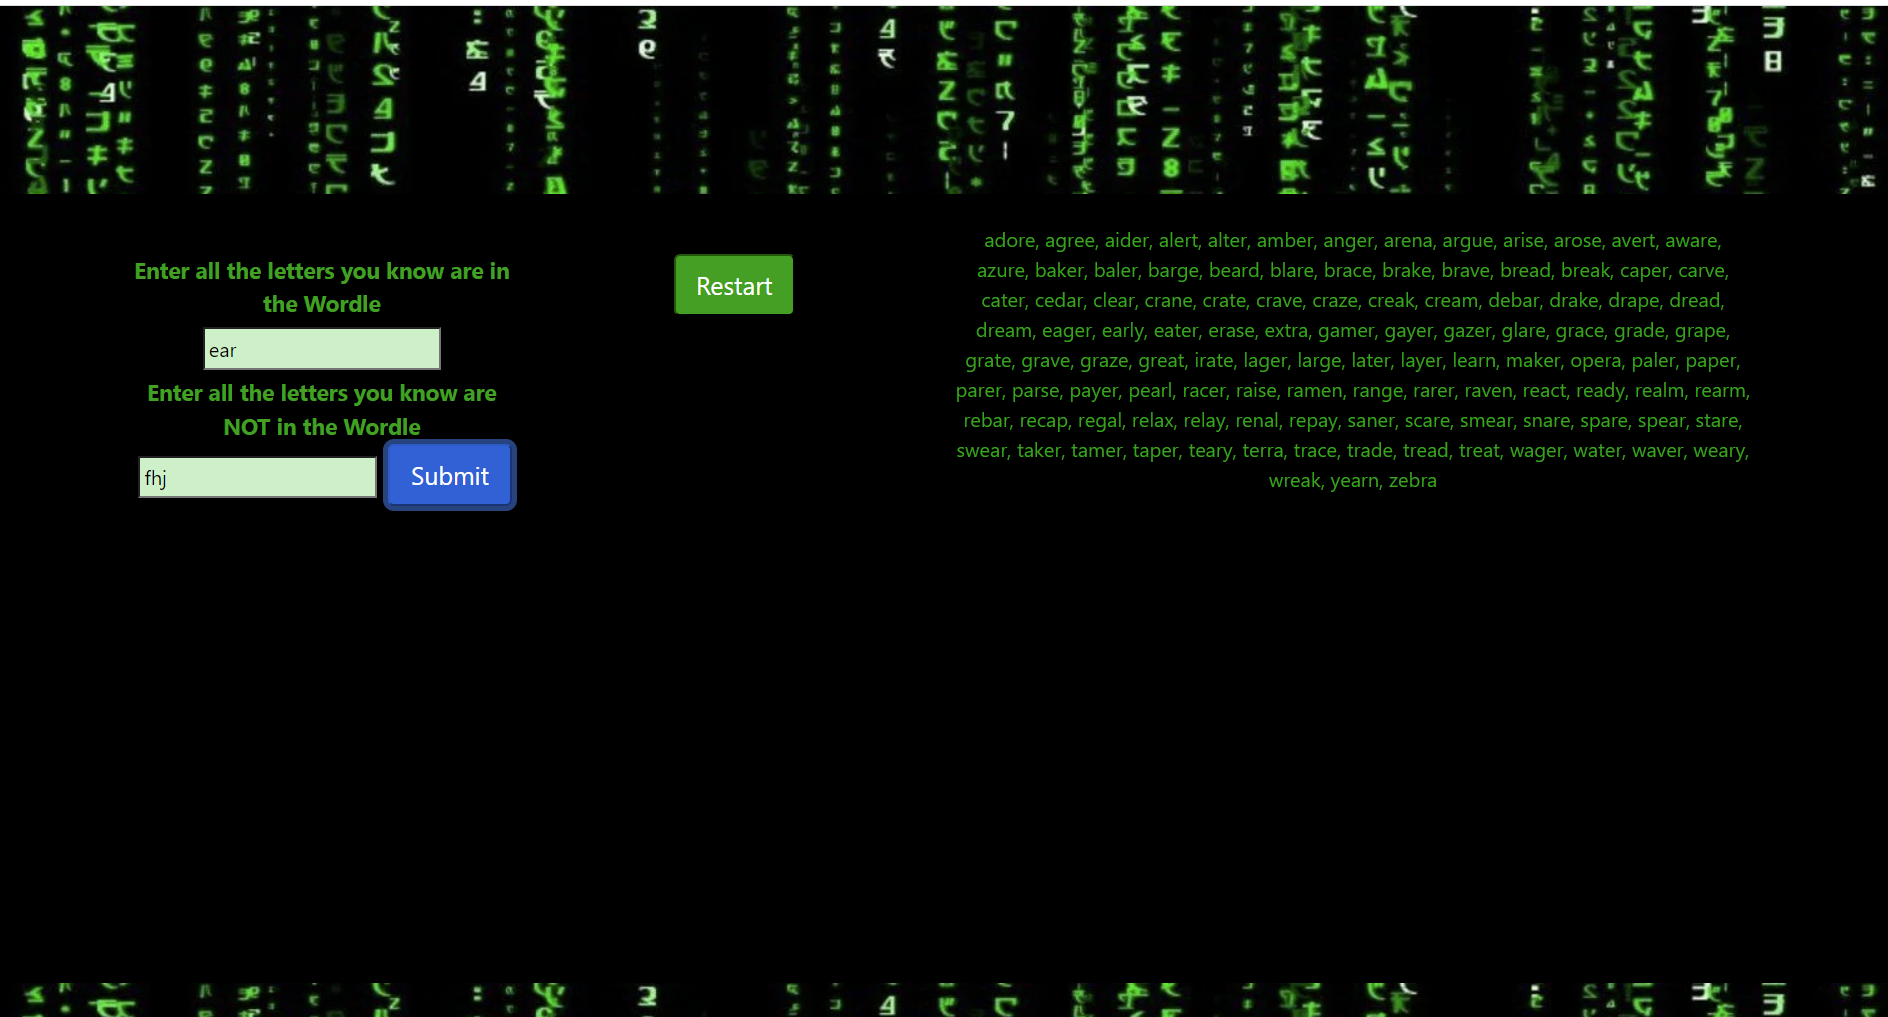 Enter all the letters you know are in
the Wordle
ear
Enter all the letters you know are
NOT in the Wordle
fhj
Submit
Restart
adore, agree, aider, alert, alter, amber, anger, arena, argue, arise, arose, avert, aware,
azure, baker, baler, barge, beard, blare, brace, brake, brave, bread, break, caper, carve,
cater, cedar, clear, crane, crate, crave, craze, creak, cream, debar, drake, drape, dread,
dream, eager, early, eater, erase, extra, gamer, gayer, gazer, glare, grace, grade, grape,
grate, grave, graze, great, irate, lager, large, later, layer, learn, maker, opera, paler, paper,
parer, parse, payer, pearl, racer, raise, ramen, range, rarer, raven, react, ready, realm, rearm,
rebar, recap, regal, relax, relay, renal, repay, saner, scare, smear, snare, spare, spear, stare,
swear, taker, tamer, taper, teary, terra, trace, trade, tread, treat, wager, water, waver, weary,
wreak, yearn, zebra